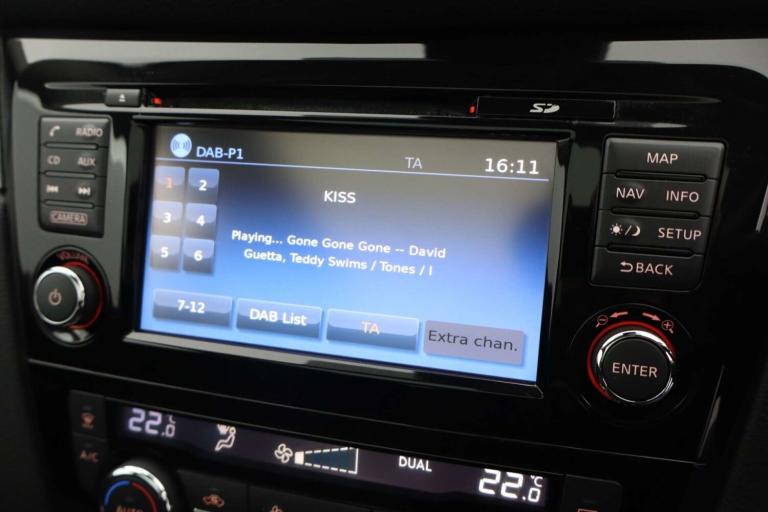 SD
RADIO
CD AUX
CAMERA
VOLUME
DAB-P1 TA 16:11
1 2
3 4
5 6
KISS
Playing... Gone Gone Gone -- David
Guetta, Teddy Swims / Tones / I
7-12 DAB List TA Extra chan.
MAP
NAV INFO
SETUP
BACK
ENTER
22.0 °C
DUAL
22.0 °C
A/C
AUTO